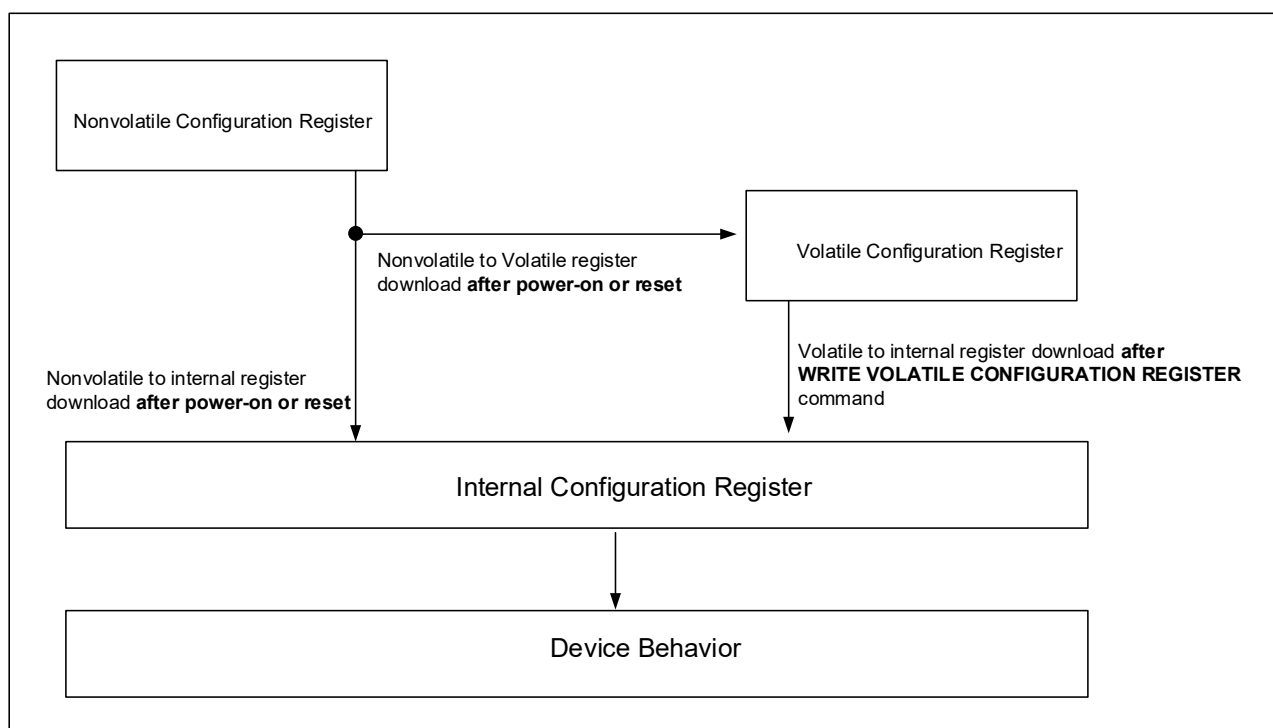 Nonvolatile Configuration Register
Volatile Configuration Register
Nonvolatile to Volatile register
download after power-on or reset
Volatile to internal register download after
WRITE VOLATILE CONFIGURATION REGISTER
command
Nonvolatile to internal register
download after power-on or reset
Internal Configuration Register
Device Behavior